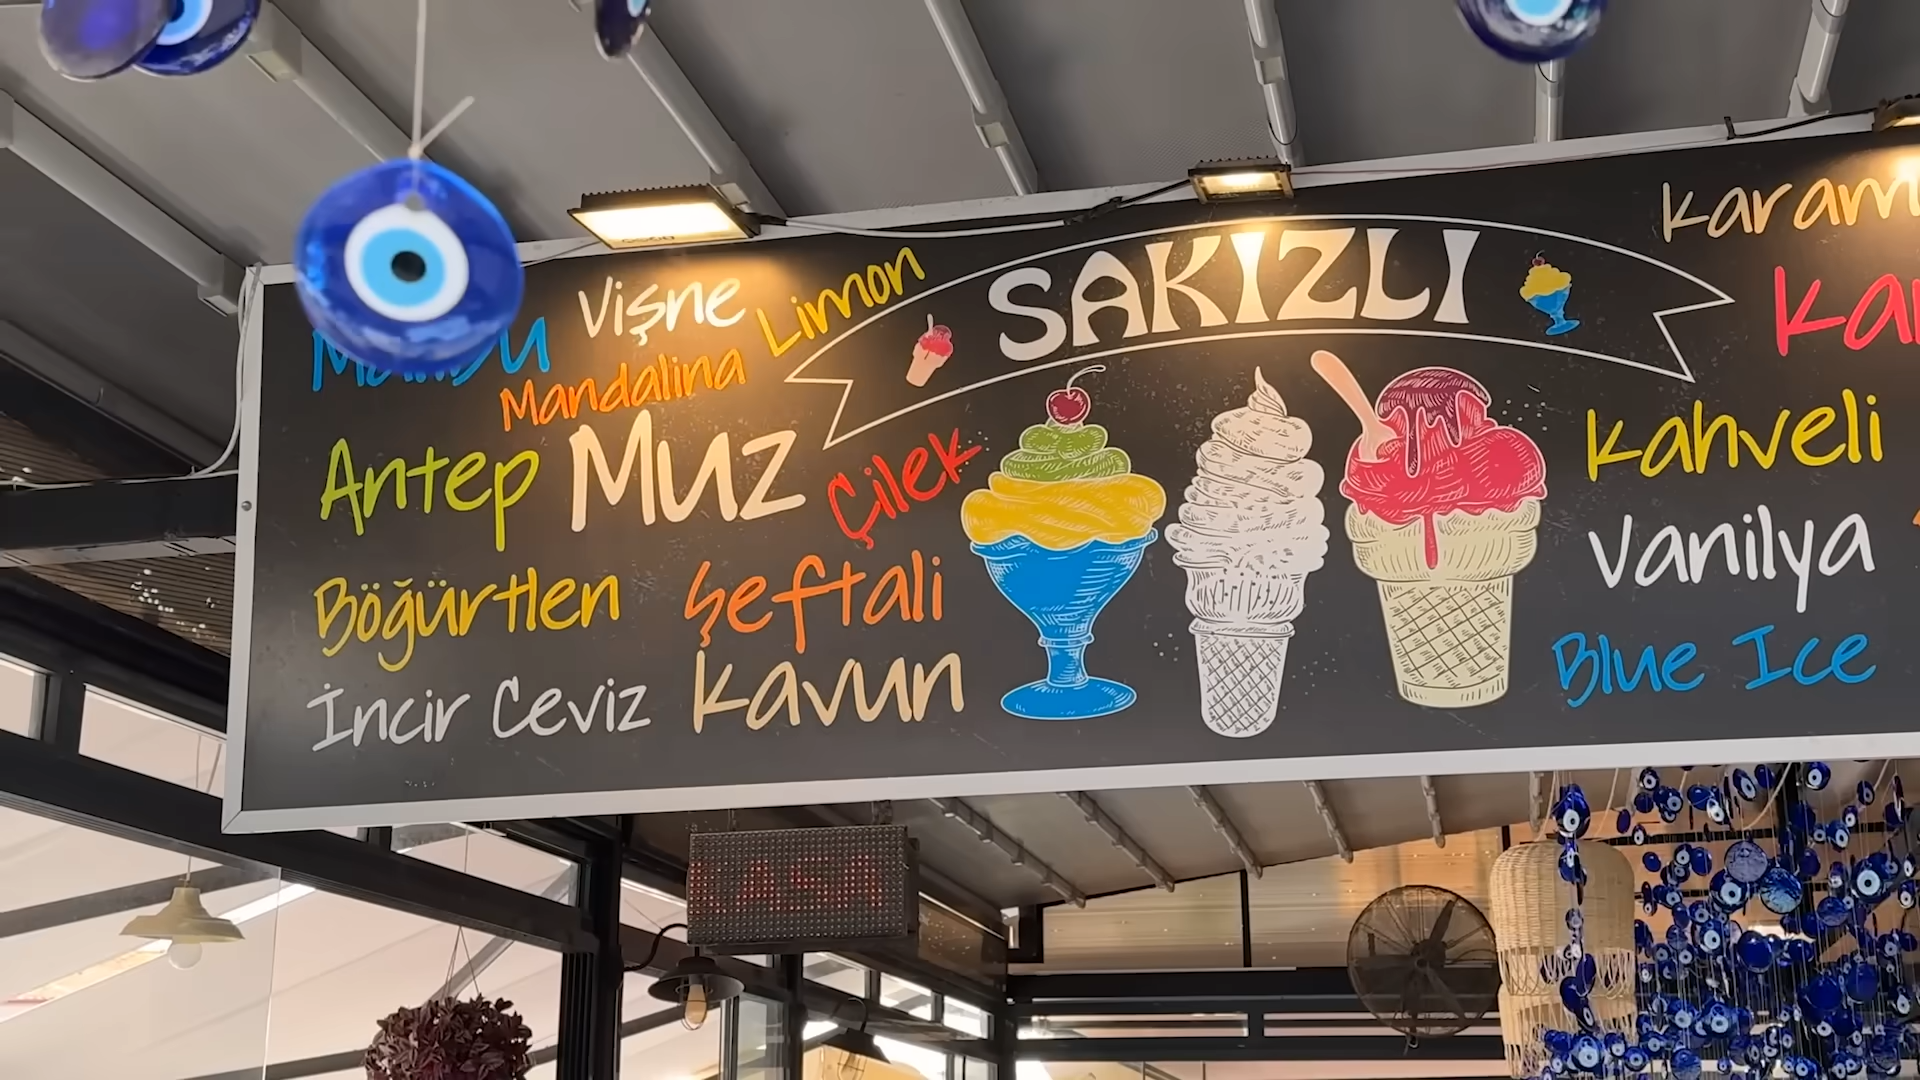 Vişne
Limon
Mandalina
Antep
Muz
Çilek
Böğürtlen
Şeftali
İncir Ceviz
Kavun
SAKIZLI
Kahveli
Vanilya
Blue Ice